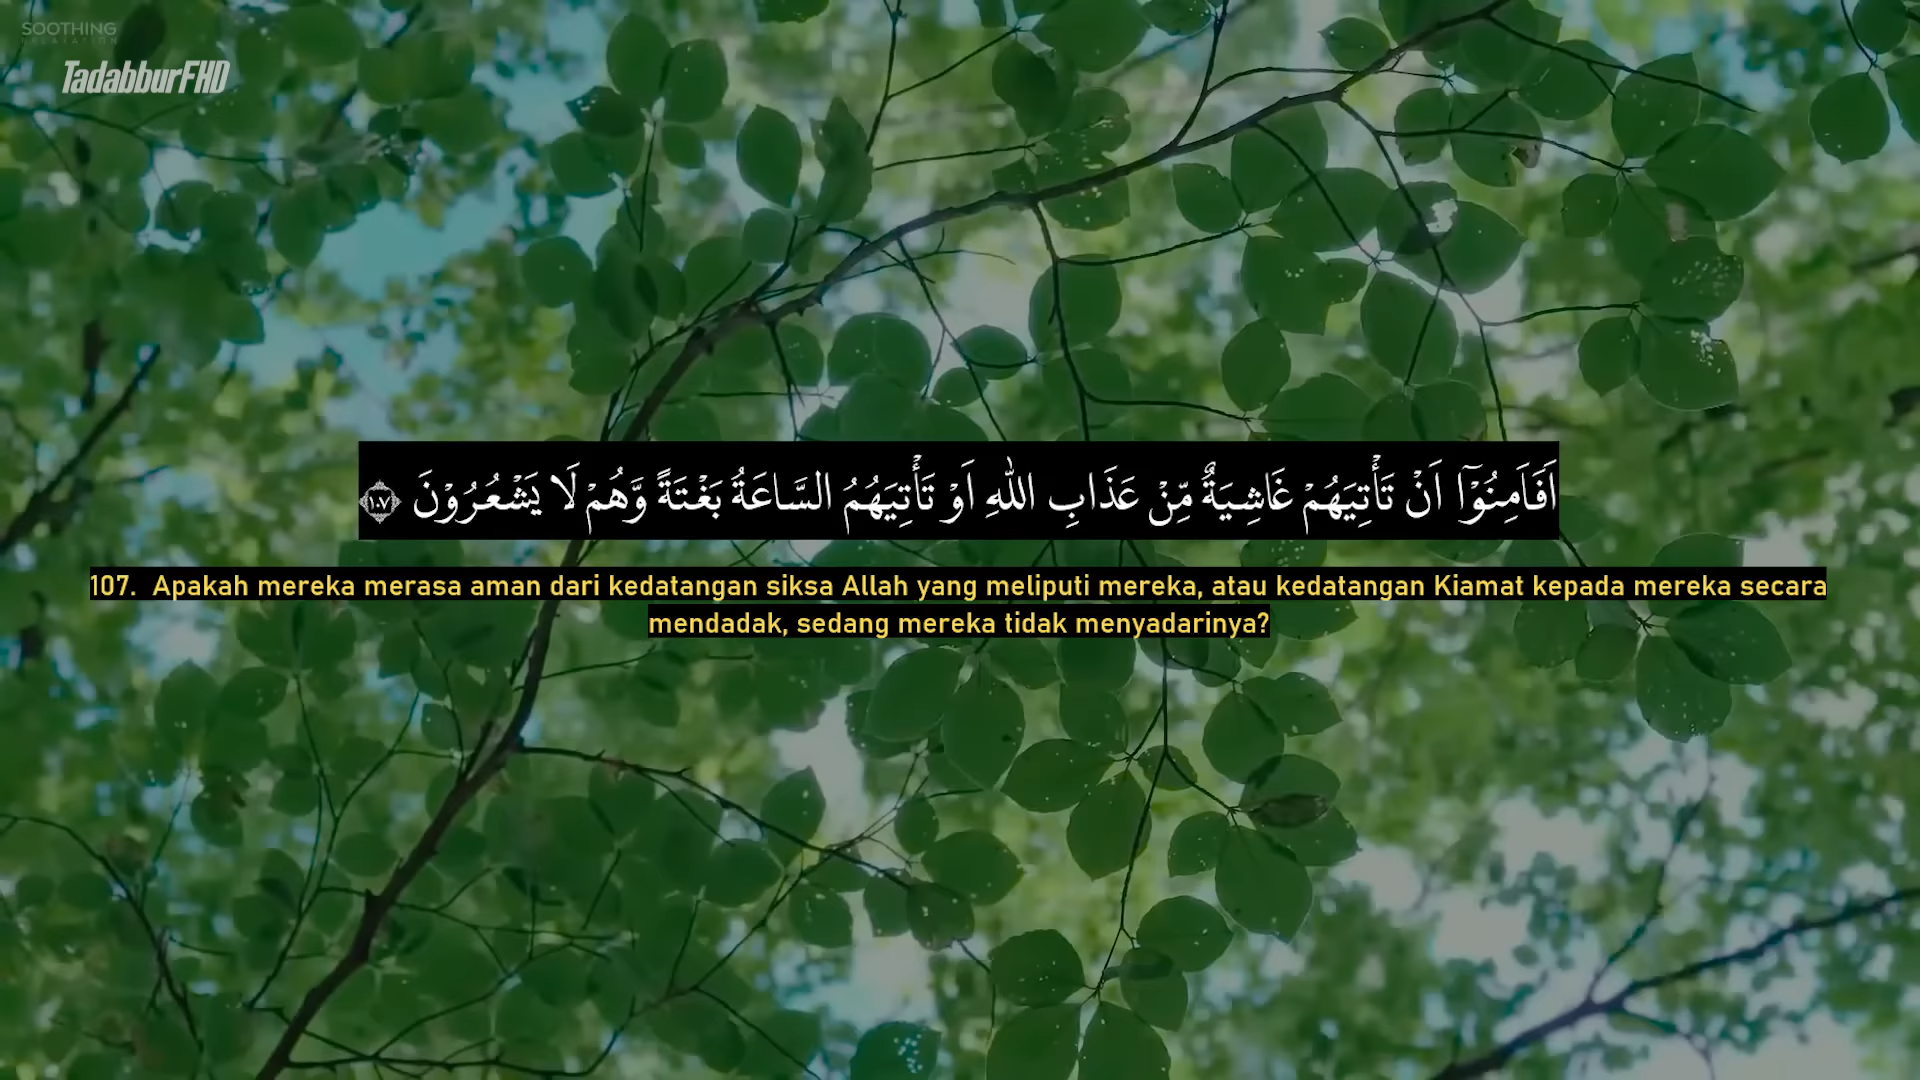 SOOTHING
RELAXATION
TadabburFHD
اَفَاَمِنُوْٓا اَنْ تَأْتِيَهُمْ غَاشِيَةٌ مِّنْ عَذَابِ اللّٰهِ اَوْ تَأْتِيَهُمُ السَّاعَةُ بَغْتَةً وَّهُمْ لَا يَشْعُرُوْنَ ١٠٧
107. Apakah mereka merasa aman dari kedatangan siksa Allah yang meliputi mereka, atau kedatangan Kiamat kepada mereka secara
mendadak, sedang mereka tidak menyadarinya?